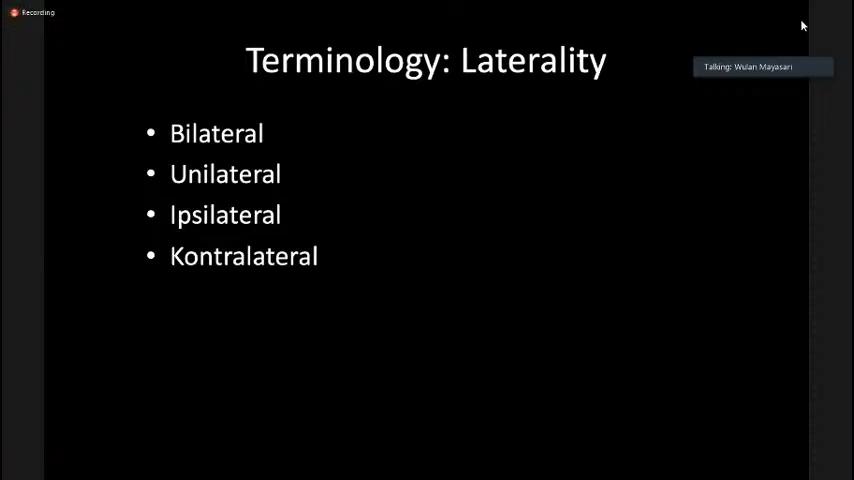 Recording
Terminology: Laterality
Talking: Wulan Mayasari
• Bilateral
• Unilateral
• Ipsilateral
• Kontralateral